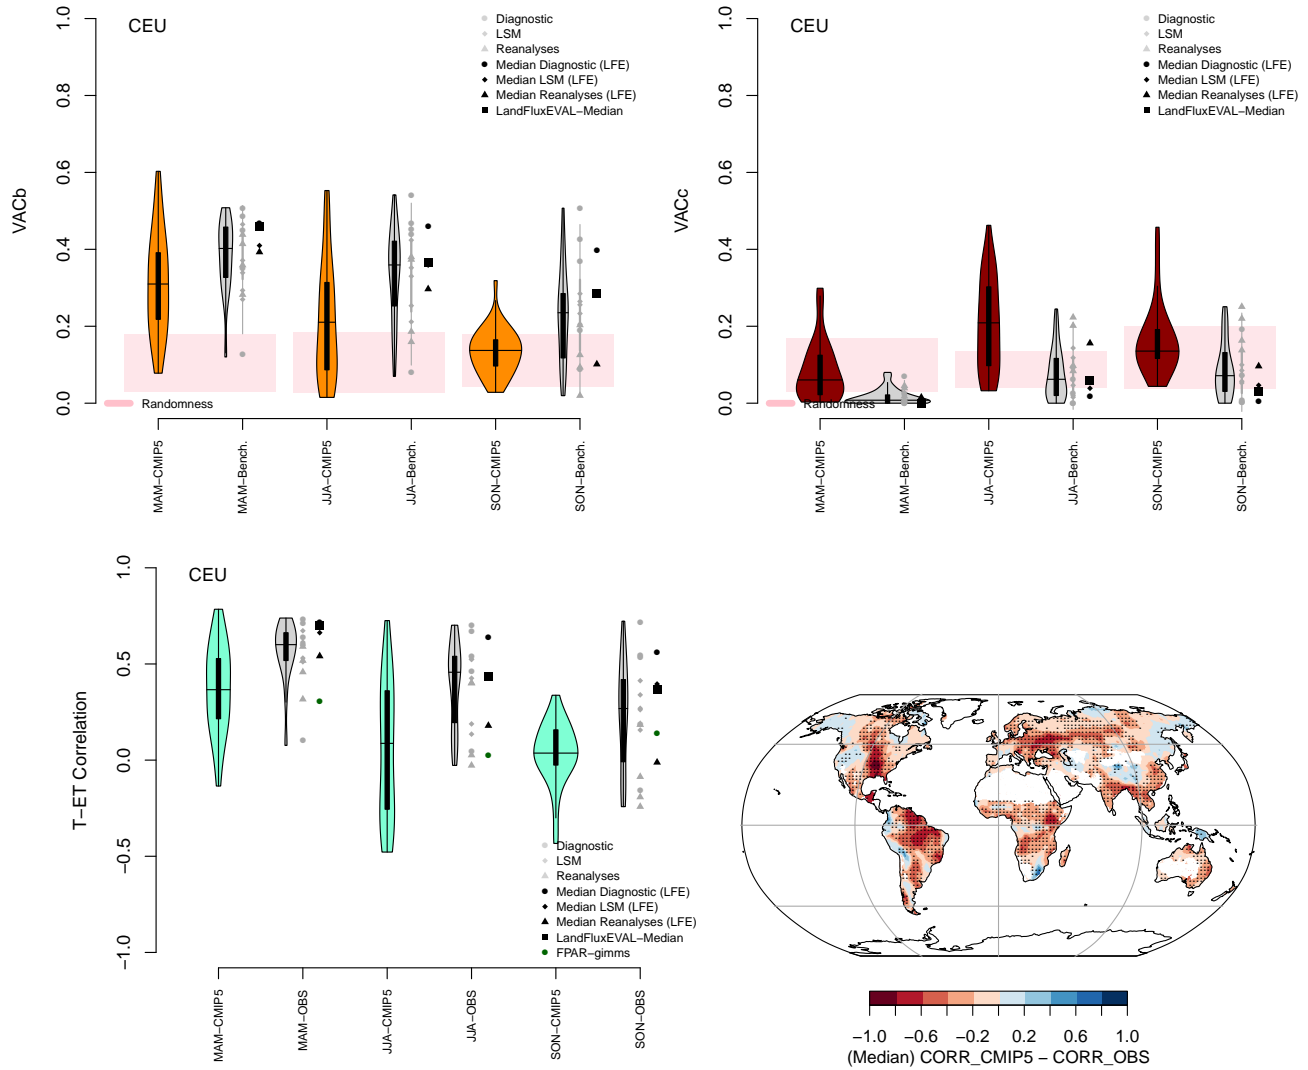 CEU
Diagnostic
LSM
Reanalyses
Median Diagnostic (LFE)
Median LSM (LFE)
Median Reanalyses (LFE)
LandFluxEVAL−Median
1.0
0.8
0.6
0.4
0.2
0.0
VACb
Randomness
MAM−CMIP5
MAM−Bench.
JJA−CMIP5
JJA−Bench.
SON−CMIP5
SON−Bench.
CEU
Diagnostic
LSM
Reanalyses
Median Diagnostic (LFE)
Median LSM (LFE)
Median Reanalyses (LFE)
LandFluxEVAL−Median
1.0
0.8
0.6
0.4
0.2
0.0
VACc
Randomness
MAM−CMIP5
MAM−Bench.
JJA−CMIP5
JJA−Bench.
SON−CMIP5
SON−Bench.
CEU
1.0
0.5
0.0
−0.5
−1.0
T−ET Correlation
Diagnostic
LSM
Reanalyses
Median Diagnostic (LFE)
Median LSM (LFE)
Median Reanalyses (LFE)
LandFluxEVAL−Median
FPAR−gimms
MAM−CMIP5
MAM−OBS
JJA−CMIP5
JJA−OBS
SON−CMIP5
SON−OBS
−1.0 −0.6 −0.2 0.2 0.6 1.0
(Median) CORR_CMIP5 − CORR_OBS